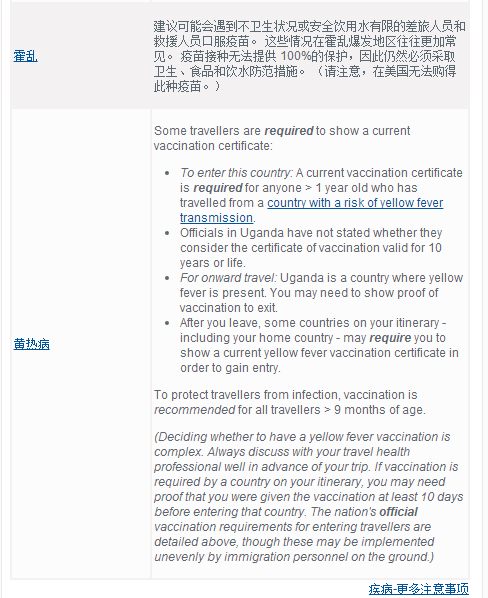 建议可能会遇到不卫生状况或安全饮用水有限的差旅人员和
救援人员口服疫苗。 这些情况在霍乱爆发地区往往更加常
见。 疫苗接种无法提供 100%的保护，因此仍然必须采取
卫生、食品和饮水防范措施。 （请注意，在美国无法购得
此种疫苗。）
霍乱
Some travellers are required to show a current
vaccination certificate:
• To enter this country: A current vaccination certificate
is required for anyone > 1 year old who has
travelled from a country with a risk of yellow fever
transmission.
• Officials in Uganda have not stated whether they
consider the certificate of vaccination valid for 10
years or life.
• For onward travel: Uganda is a country where yellow
fever is present. You may need to show proof of
vaccination to exit.
• After you leave, some countries on your itinerary -
including your home country - may require you to
show a current yellow fever vaccination certificate in
order to gain entry.
黄热病
To protect travellers from infection, vaccination is
recommended for all travellers > 9 months of age.
(Deciding whether to have a yellow fever vaccination is
complex. Always discuss with your travel health
professional well in advance of your trip. If vaccination is
required by a country on your itinerary, you may need
proof that you were given the vaccination at least 10 days
before entering that country. The nation's official
vaccination requirements for entering travellers are
detailed above, though these may be implemented
unevenly by immigration personnel on the ground.)
疾病-更多注意事项